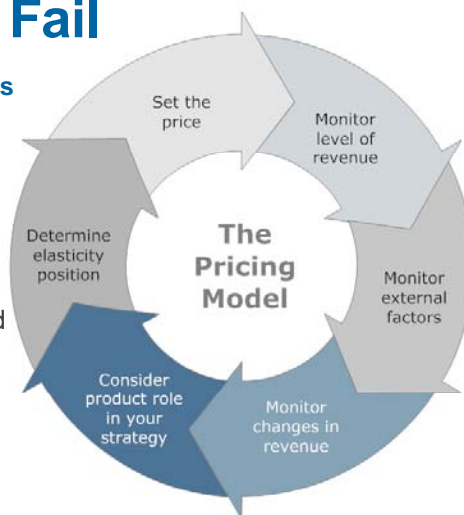 Fail
s
Set the
price
Monitor
level of
revenue
Determine
elasticity
position
The
Pricing
Model
Monitor
external
factors
d
Consider
product role
in your
strategy
Monitor
changes in
revenue